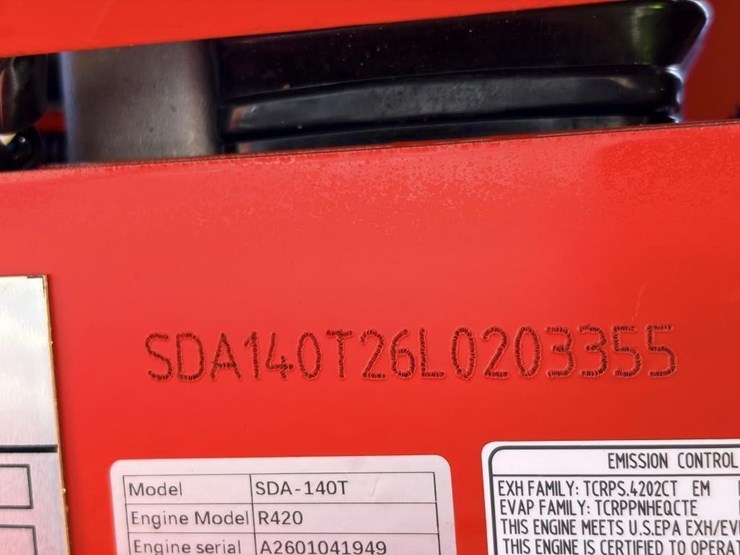 SDA140T26L0203355
Model SDA-140T
Engine Model R420
Engine serial A2601041949
EMISSION CONTROL
EXH FAMILY: TCRPS.4202CT EM
EVAP FAMILY: TCRPPNHEQCTE
THIS ENGINE MEETS U.S.EPA EXH/EV
THIS ENGINE IS CERTIFIED TO OPERAT